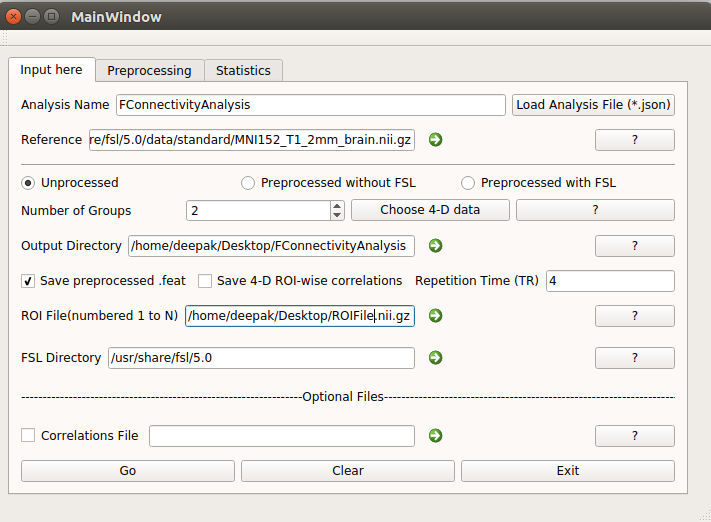 MainWindow
Input here Preprocessing Statistics
Analysis Name FConnectivityAnalysis Load Analysis File (*.json)
Reference re/fsl/5.0/data/standard/MNI152_T1_2mm_brain.nii.gz ?
Unprocessed Preprocessed without FSL Preprocessed with FSL
Number of Groups 2 Choose 4-D data ?
Output Directory /home/deepak/Desktop/FConnectivityAnalysis ?
Save preprocessed .feat Save 4-D ROI-wise correlations Repetition Time (TR) 4
ROI File(numbered 1 to N) /home/deepak/Desktop/ROIFile.nii.gz ?
FSL Directory /usr/share/fsl/5.0 ?
Optional Files
Correlations File ?
Go Clear Exit